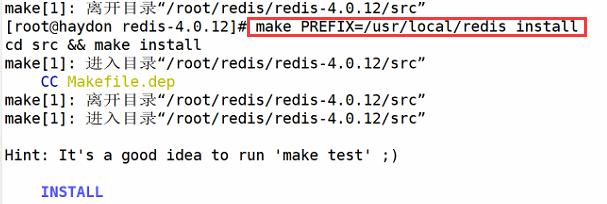 make[1]: 离开目录“/root/redis/redis-4.0.12/src”
[root@haydon redis-4.0.12]# make PREFIX=/usr/local/redis install
cd src && make install
make[1]: 进入目录“/root/redis/redis-4.0.12/src”
CC Makefile.dep
make[1]: 离开目录“/root/redis/redis-4.0.12/src”
make[1]: 进入目录“/root/redis/redis-4.0.12/src”
Hint: It's a good idea to run 'make test' ;)
INSTALL